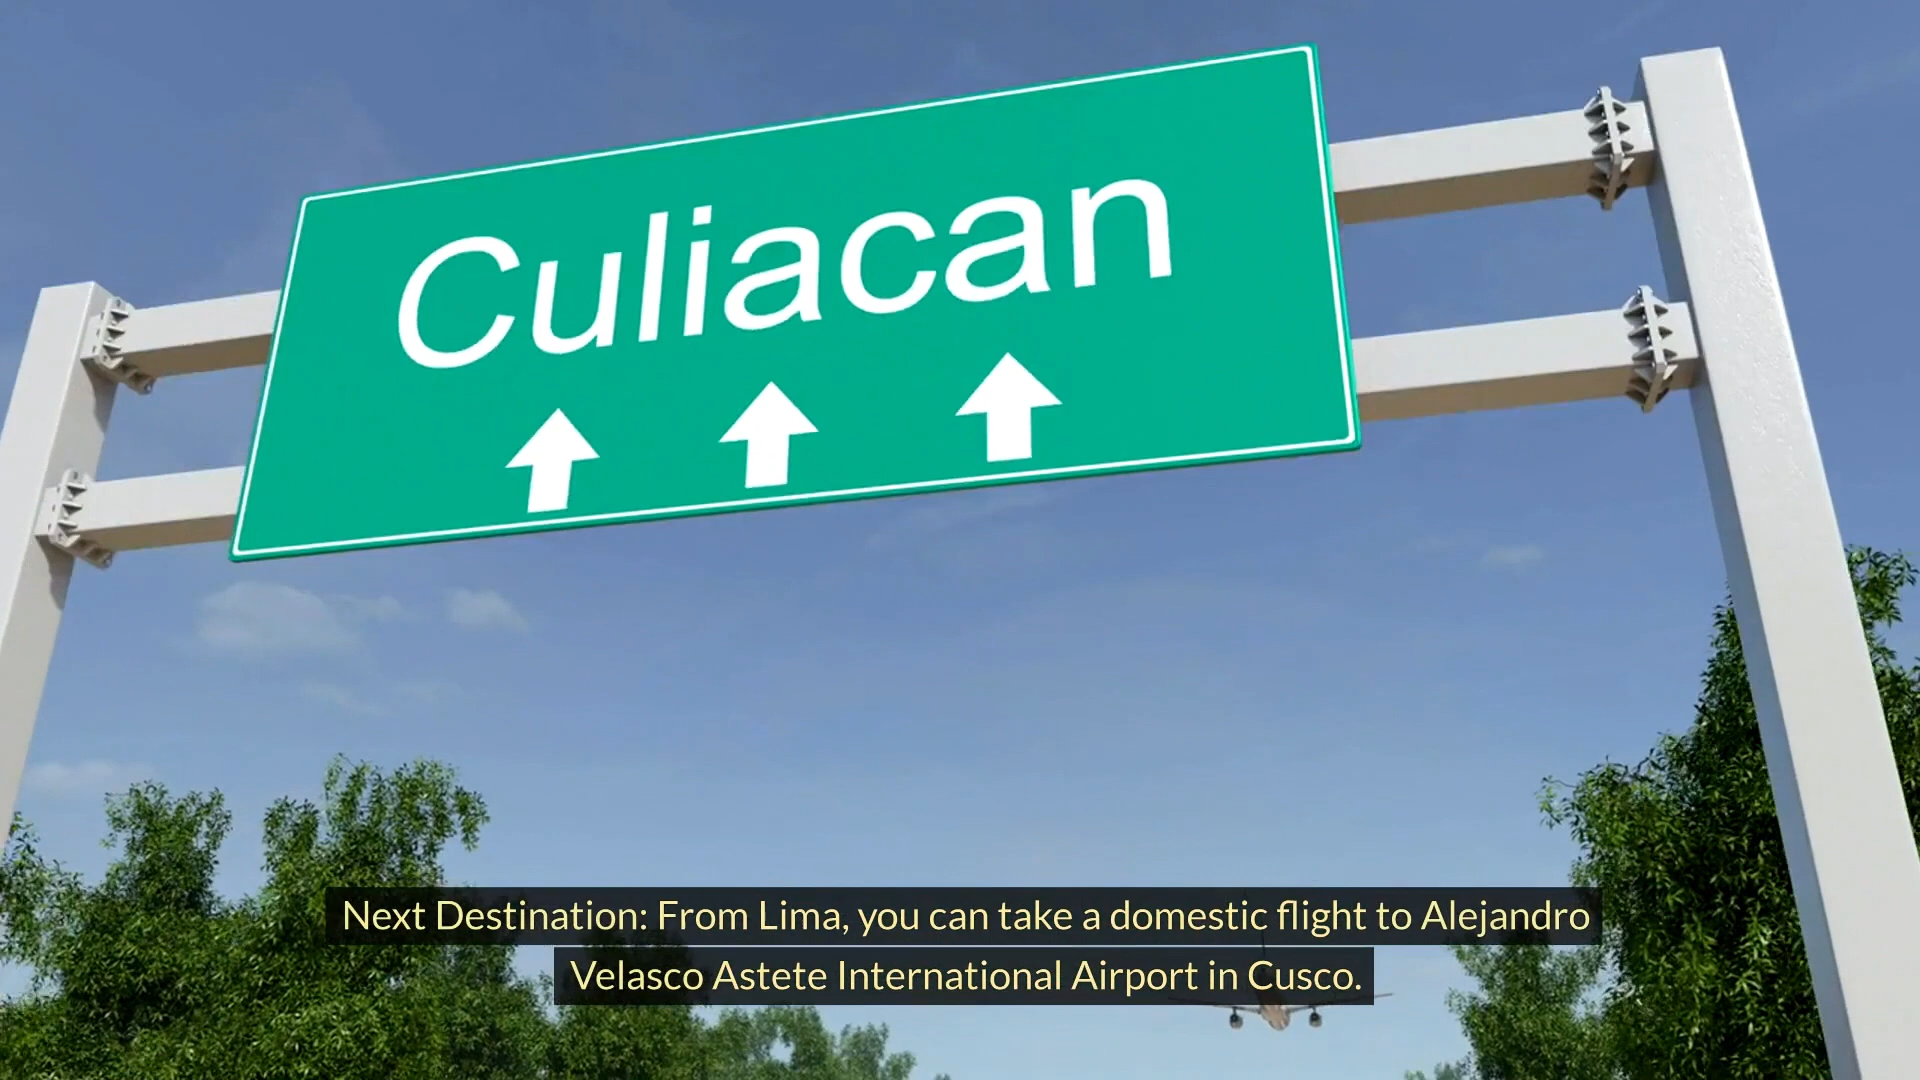 Culiacan
Next Destination: From Lima, you can take a domestic flight to Alejandro
Velasco Astete International Airport in Cusco.